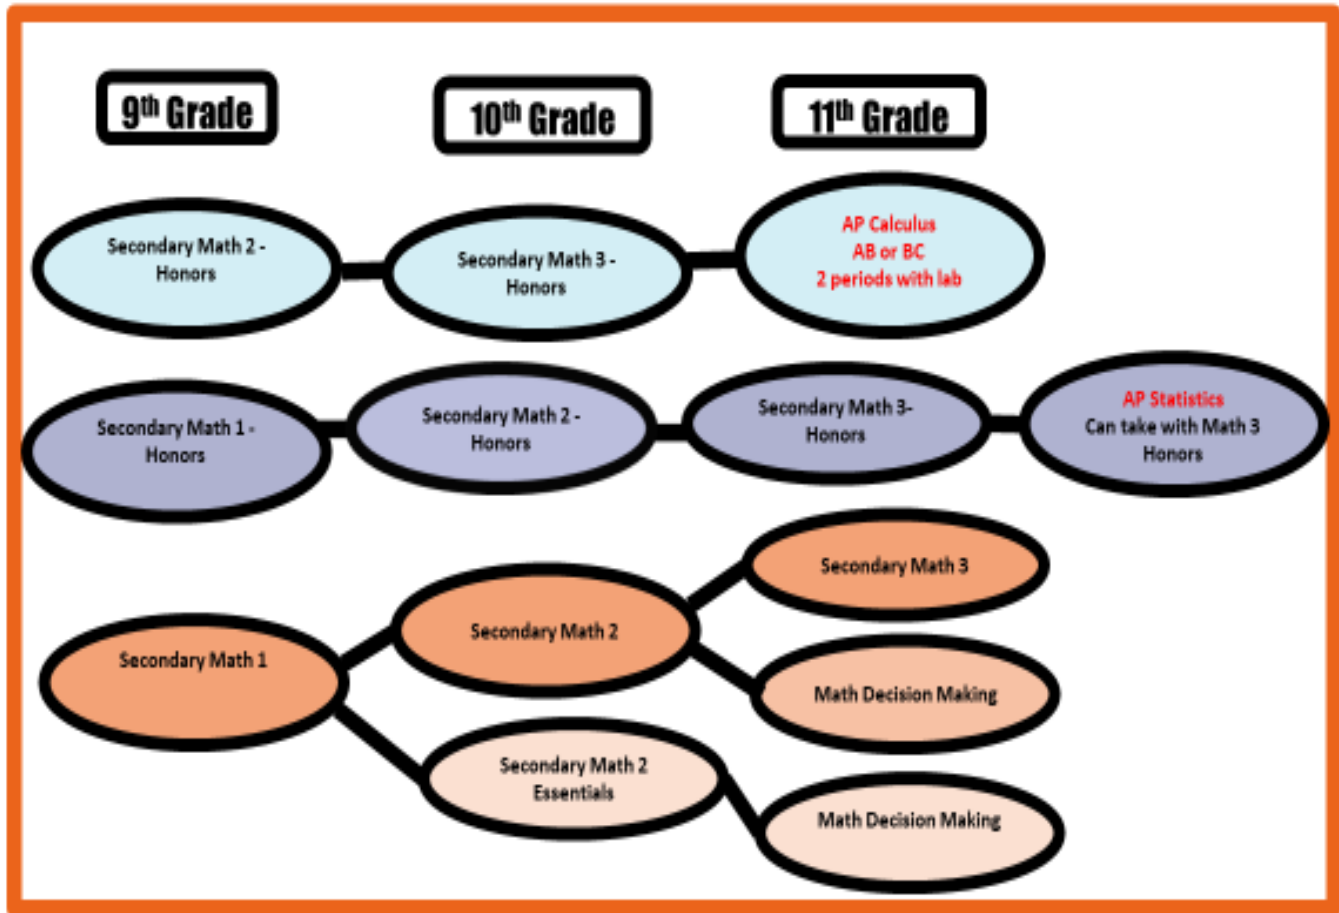 9th Grade
10th Grade
11th Grade
Secondary Math 2 -
Honors
Secondary Math 3 -
Honors
AP Calculus
AB or BC
2 periods with lab
Secondary Math 1 -
Honors
Secondary Math 2 -
Honors
Secondary Math 3-
Honors
AP Statistics
Can take with Math 3
Honors
Secondary Math 1
Secondary Math 2
Secondary Math 3
Math Decision Making
Secondary Math 2
Essentials
Math Decision Making